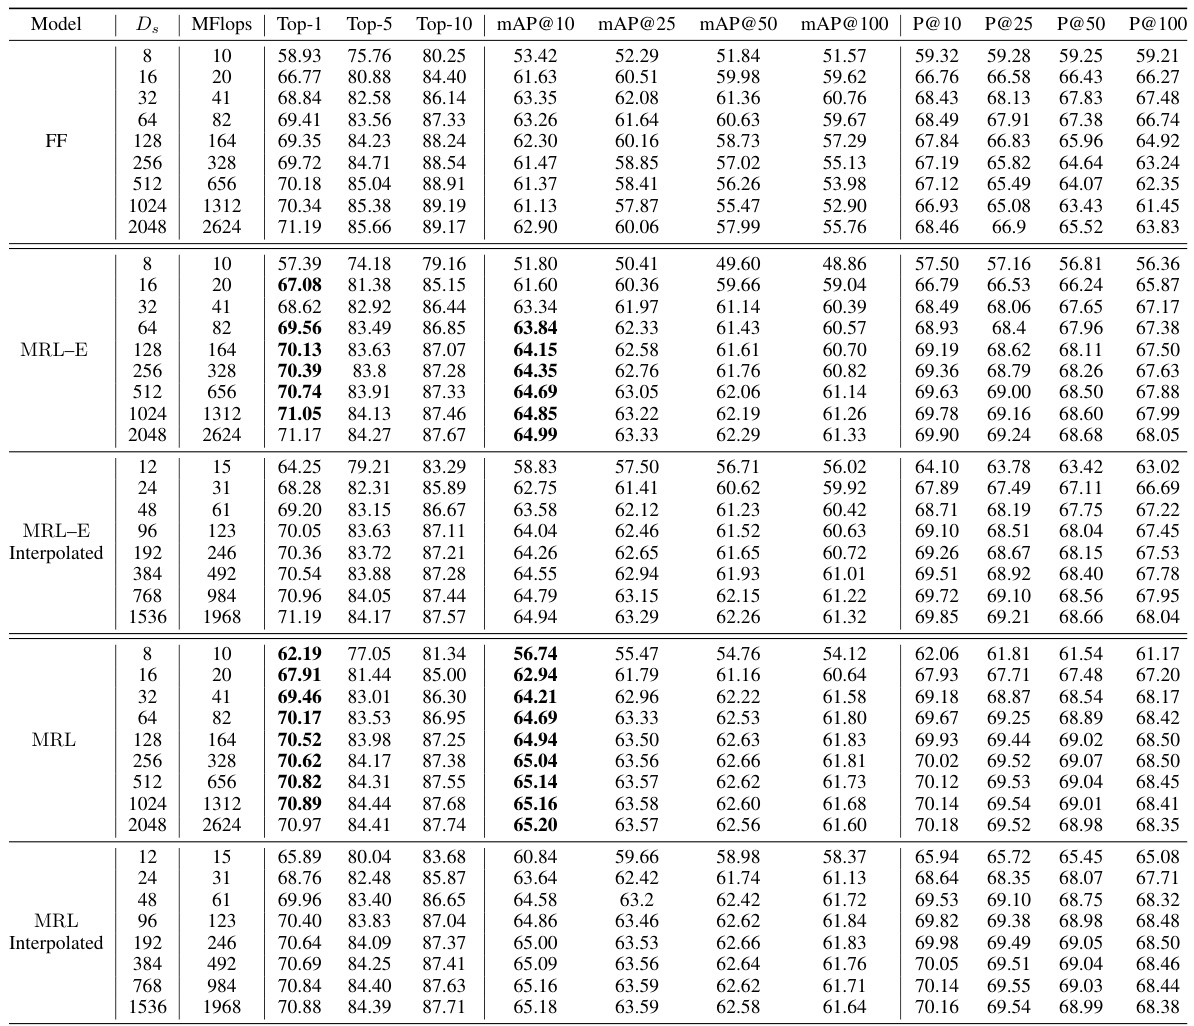 Model D_s MFlops Top-1 Top-5 Top-10 mAP@10 mAP@25 mAP@50 mAP@100 P@10 P@25 P@50 P@100
8 10 58.93 75.76 80.25 53.42 52.29 51.84 51.57 59.32 59.28 59.25 59.21
16 20 66.77 80.88 84.40 61.63 60.51 59.98 59.62 66.76 66.58 66.43 66.27
32 41 68.84 82.58 86.14 63.35 62.08 61.36 60.76 68.43 68.13 67.83 67.48
64 82 69.41 83.56 87.33 63.26 61.64 60.63 59.67 68.49 67.91 67.38 66.74
FF 128 164 69.35 84.23 88.24 62.30 60.16 58.73 57.29 67.84 66.83 65.96 64.92
256 328 69.72 84.71 88.54 61.47 58.85 57.02 55.13 67.19 65.82 64.64 63.24
512 656 70.18 85.04 88.91 61.37 58.41 56.26 53.98 67.12 65.49 64.07 62.35
1024 1312 70.34 85.38 89.19 61.13 57.87 55.47 52.90 66.93 65.08 63.43 61.45
2048 2624 71.19 85.66 89.17 62.90 60.06 57.99 55.76 68.46 66.9 65.52 63.83
8 10 57.39 74.18 79.16 51.80 50.41 49.60 48.86 57.50 57.16 56.81 56.36
16 20 67.08 81.38 85.15 61.60 60.36 59.66 59.04 66.79 66.53 66.24 65.87
32 41 68.62 82.92 86.44 63.34 61.97 61.14 60.39 68.49 68.06 67.65 67.17
64 82 69.56 83.49 86.85 63.84 62.33 61.43 60.57 68.93 68.4 67.96 67.38
MRL–E 128 164 70.13 83.63 87.07 64.15 62.58 61.61 60.70 69.19 68.62 68.11 67.50
256 328 70.39 83.8 87.28 64.35 62.76 61.76 60.82 69.36 68.79 68.26 67.63
512 656 70.74 83.91 87.33 64.69 63.05 62.06 61.14 69.63 69.00 68.50 67.88
1024 1312 71.05 84.13 87.46 64.85 63.22 62.19 61.26 69.78 69.16 68.60 67.99
2048 2624 71.17 84.27 87.67 64.99 63.33 62.29 61.33 69.90 69.24 68.68 68.05
12 15 64.25 79.21 83.29 58.83 57.50 56.71 56.02 64.10 63.78 63.42 63.02
24 31 68.28 82.31 85.89 62.75 61.41 60.62 59.92 67.89 67.49 67.11 66.69
48 61 69.20 83.15 86.67 63.58 62.12 61.23 60.42 68.71 68.19 67.75 67.22
MRL–E 96 123 70.05 83.63 87.11 64.04 62.46 61.52 60.63 69.10 68.51 68.04 67.45
Interpolated 192 246 70.36 83.72 87.21 64.26 62.65 61.65 60.72 69.26 68.67 68.15 67.53
384 492 70.54 83.88 87.28 64.55 62.94 61.93 61.01 69.51 68.92 68.40 67.78
768 984 70.96 84.05 87.44 64.79 63.15 62.15 61.22 69.72 69.10 68.56 67.95
1536 1968 71.19 84.17 87.57 64.94 63.29 62.26 61.32 69.85 69.21 68.66 68.04
8 10 62.19 77.05 81.34 56.74 55.47 54.76 54.12 62.06 61.81 61.54 61.17
16 20 67.91 81.44 85.00 62.94 61.79 61.16 60.64 67.93 67.71 67.48 67.20
32 41 69.46 83.01 86.30 64.21 62.96 62.22 61.58 69.18 68.87 68.54 68.17
64 82 70.17 83.53 86.95 64.69 63.33 62.53 61.80 69.67 69.25 68.89 68.42
MRL 128 164 70.52 83.98 87.25 64.94 63.50 62.63 61.83 69.93 69.44 69.02 68.50
256 328 70.62 84.17 87.38 65.04 63.56 62.66 61.81 70.02 69.52 69.07 68.50
512 656 70.82 84.31 87.55 65.14 63.57 62.62 61.73 70.12 69.53 69.04 68.45
1024 1312 70.89 84.44 87.68 65.16 63.58 62.60 61.68 70.14 69.54 69.01 68.41
2048 2624 70.97 84.41 87.74 65.20 63.57 62.56 61.60 70.18 69.52 68.98 68.35
12 15 65.89 80.04 83.68 60.84 59.66 58.98 58.37 65.94 65.72 65.45 65.08
24 31 68.76 82.48 85.87 63.64 62.42 61.74 61.13 68.64 68.35 68.07 67.71
48 61 69.96 83.40 86.65 64.58 63.2 62.42 61.72 69.53 69.10 68.75 68.32
MRL 96 123 70.40 83.83 87.04 64.86 63.46 62.62 61.84 69.82 69.38 68.98 68.48
Interpolated 192 246 70.64 84.09 87.37 65.00 63.53 62.66 61.83 69.98 69.49 69.05 68.50
384 492 70.69 84.25 87.41 65.09 63.56 62.64 61.76 70.05 69.51 69.04 68.46
768 984 70.84 84.40 87.63 65.16 63.59 62.62 61.71 70.14 69.55 69.03 68.44
1536 1968 70.88 84.39 87.71 65.18 63.59 62.58 61.64 70.16 69.54 68.99 68.38